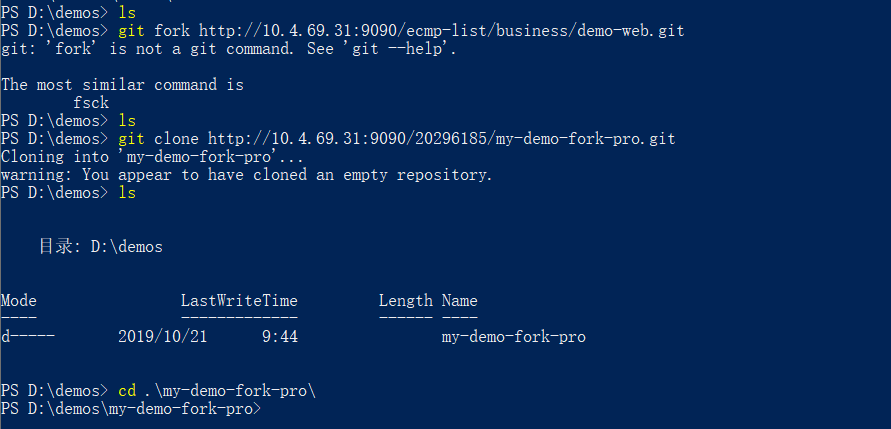 PS D:\demos> ls
PS D:\demos> git fork http://10.4.69.31:9090/ecmp-list/business/demo-web.git
git: 'fork' is not a git command. See 'git --help'.
The most similar command is
fsck
PS D:\demos> ls
PS D:\demos> git clone http://10.4.69.31:9090/20296185/my-demo-fork-pro.git
Cloning into 'my-demo-fork-pro'...
warning: You appear to have cloned an empty repository.
PS D:\demos> ls
目录: D:\demos
Mode LastWriteTime Length Name
---- ------------- ------ ----
d----- 2019/10/21 9:44 my-demo-fork-pro
PS D:\demos> cd .\my-demo-fork-pro\
PS D:\demos\my-demo-fork-pro>